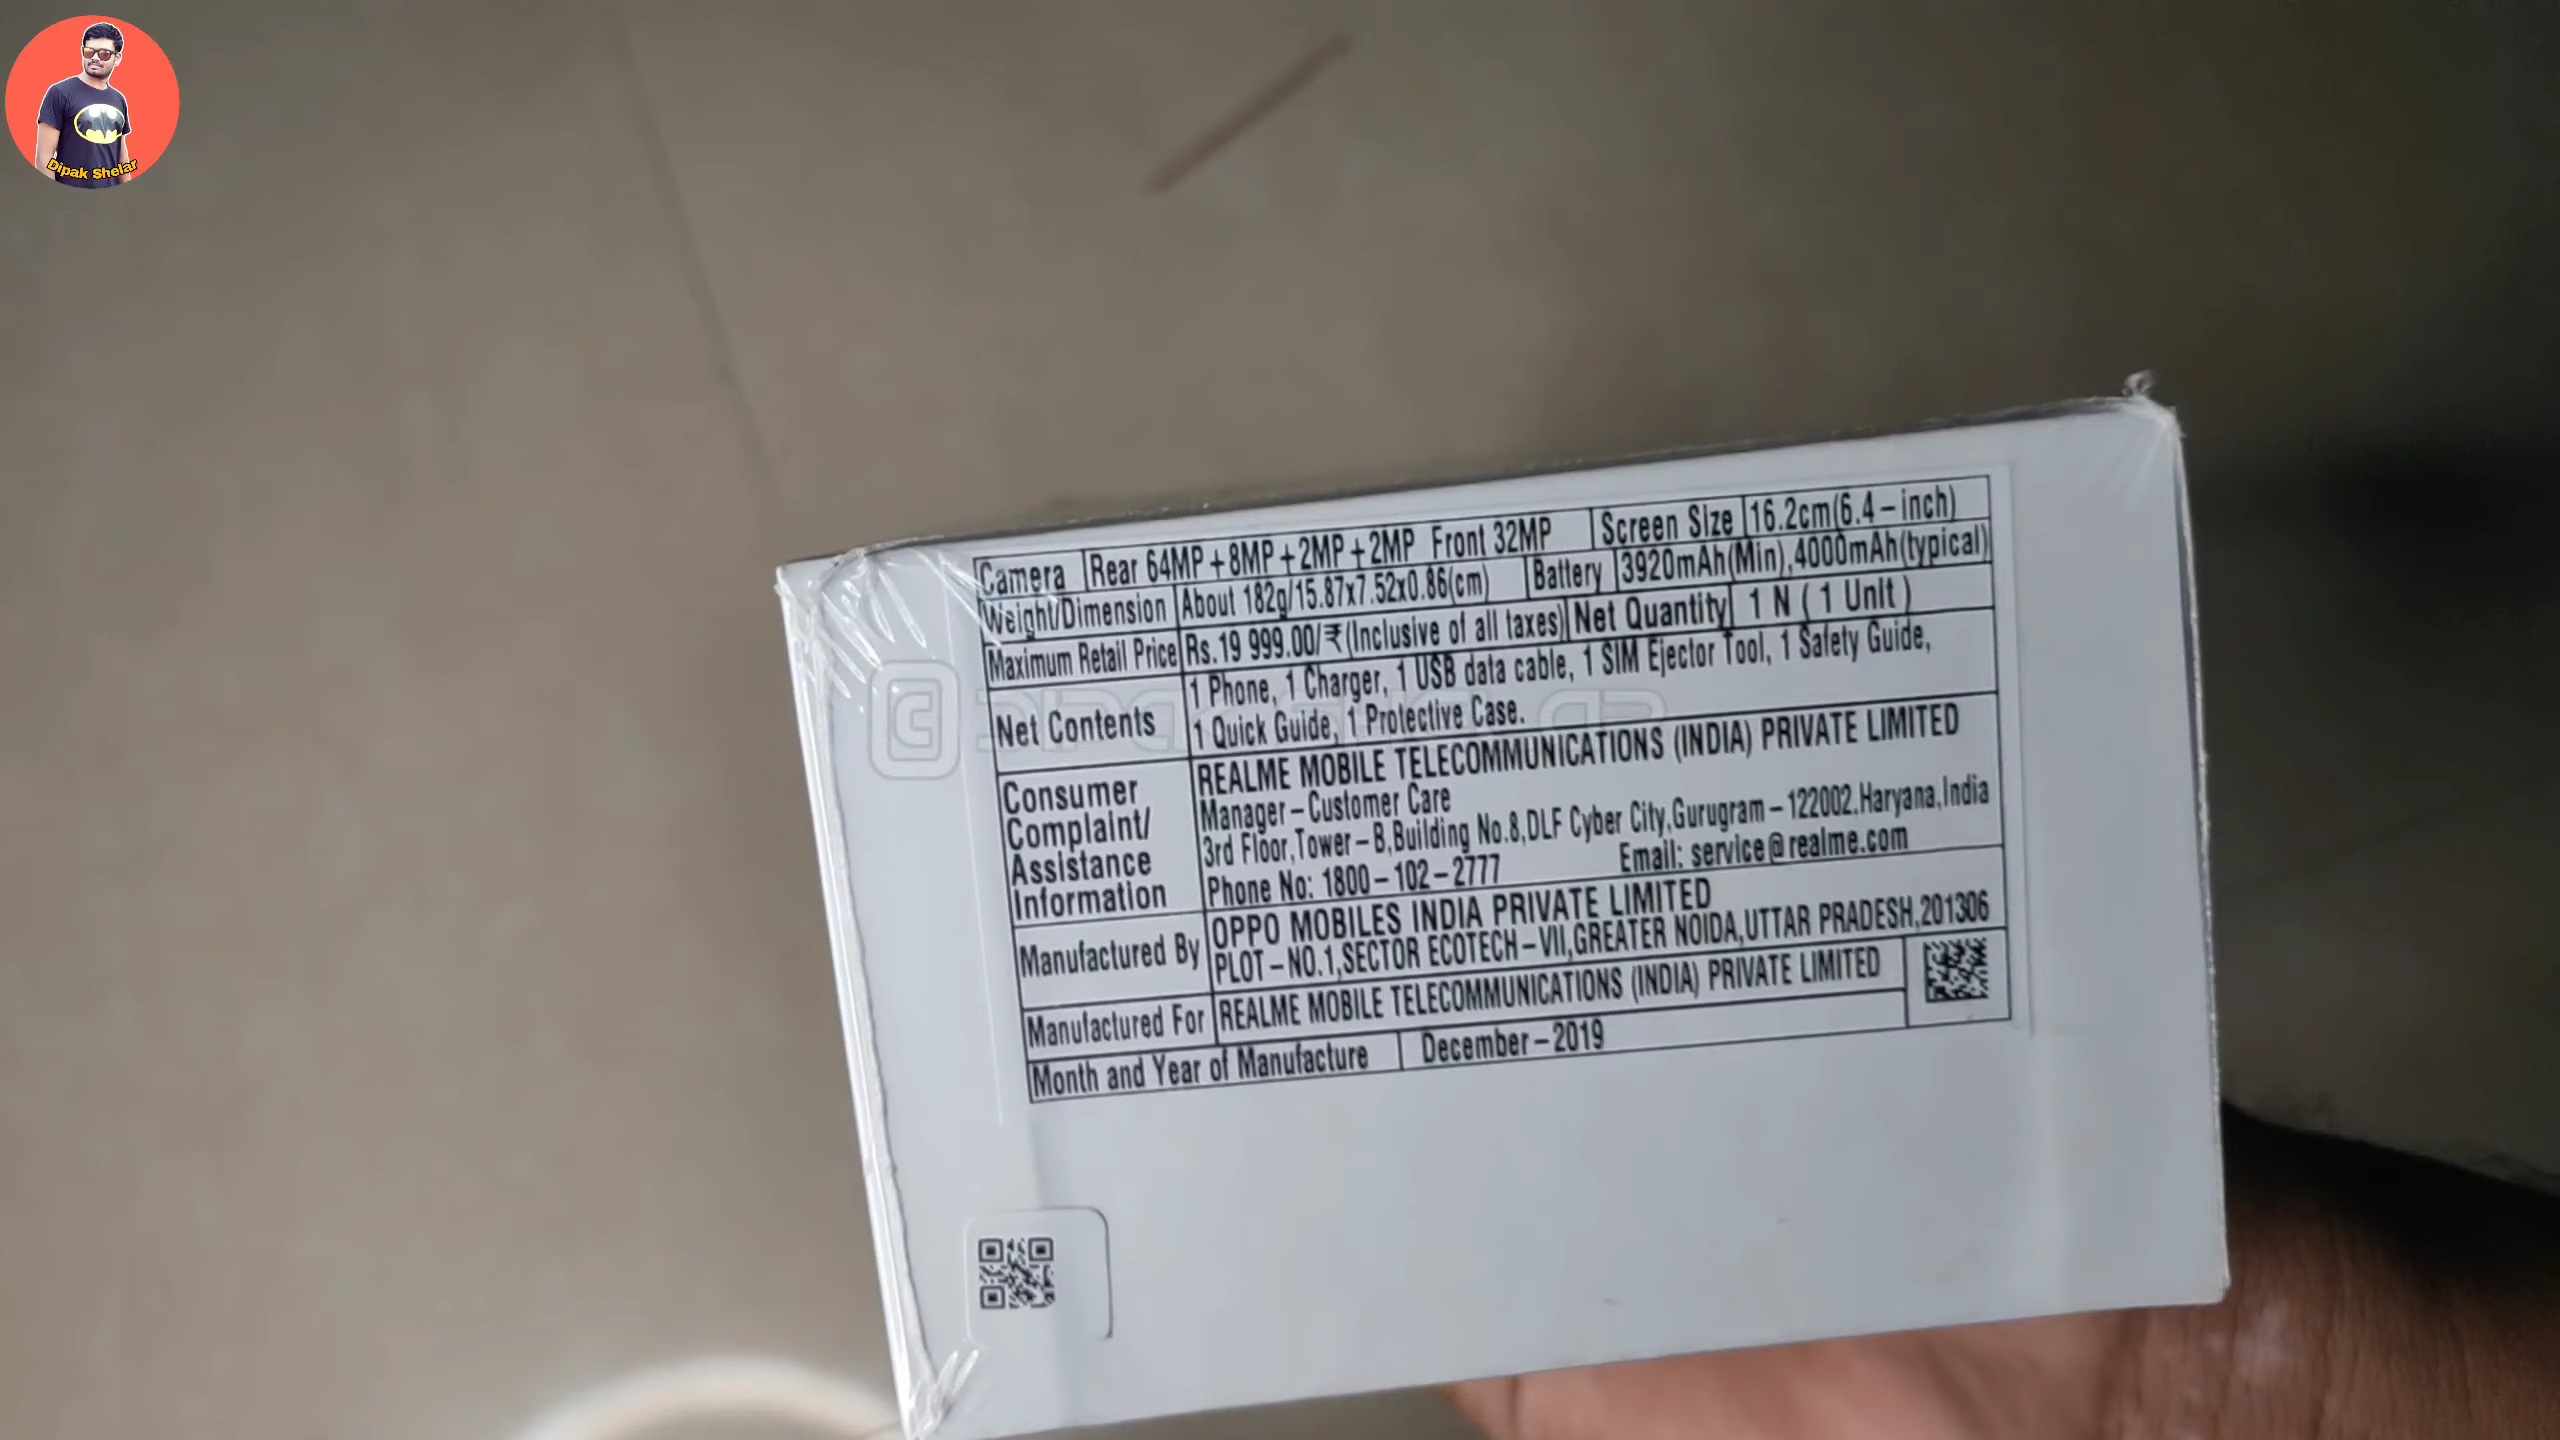 Dipak Shelar
Camera Rear 64MP+8MP+2MP+2MP Front 32MP Screen Size 16.2cm(6.4-inch)
Weight/Dimension About 182g/15.87x7.52x0.86(cm) Battery 3920mAh(Min),4000mAh(typical)
Maximum Retail Price Rs.19 999.00/₹(Inclusive of all taxes) Net Quantity 1 N ( 1 Unit )
Net Contents
1 Phone, 1 Charger, 1 USB data cable, 1 SIM Ejector Tool, 1 Safety Guide,
1 Quick Guide, 1 Protective Case.
DIPAK SHELAR
Consumer
Complaint/
Assistance
Information
REALME MOBILE TELECOMMUNICATIONS (INDIA) PRIVATE LIMITED
Manager-Customer Care
3rd Floor,Tower-B,Building No.8,DLF Cyber City,Gurugram-122002.Haryana,India
Phone No: 1800-102-2777 Email: service@realme.com
Manufactured By
OPPO MOBILES INDIA PRIVATE LIMITED
PLOT-NO.1,SECTOR ECOTECH-VII,GREATER NOIDA,UTTAR PRADESH,201306
Manufactured For REALME MOBILE TELECOMMUNICATIONS (INDIA) PRIVATE LIMITED
Month and Year of Manufacture December-2019